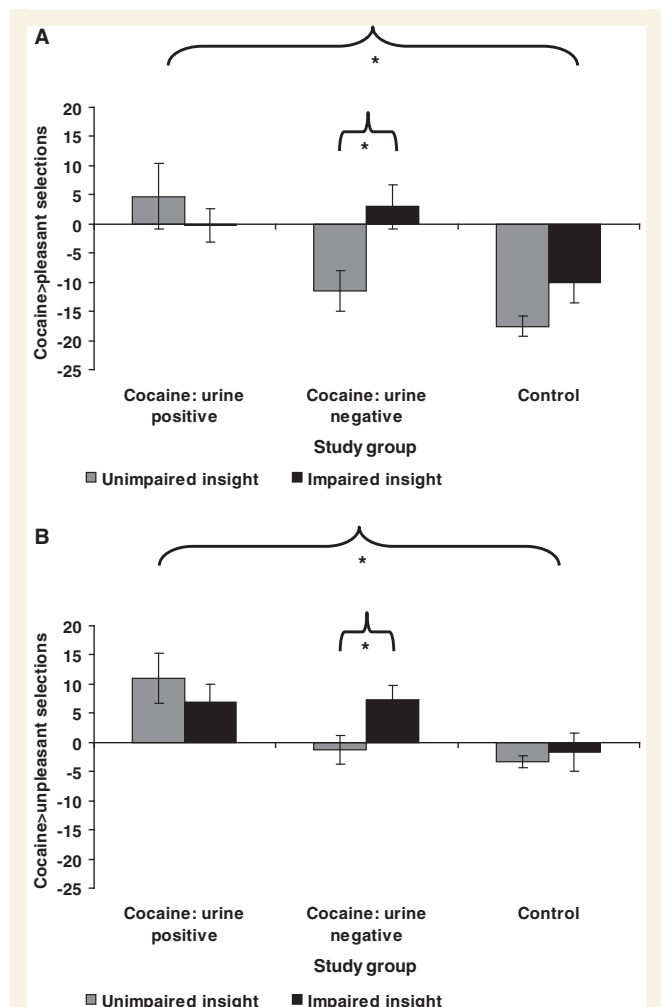 A
*
*
Cocaine>pleasant selections
20
15
10
5
0
-5
-10
-15
-20
-25
Cocaine: urine positive
Cocaine: urine negative
Control
Study group
Unimpaired insight
Impaired insight
B
*
*
Cocaine>unpleasant selections
20
15
10
5
0
-5
-10
-15
-20
-25
Cocaine: urine positive
Cocaine: urine negative
Control
Study group
Unimpaired insight
Impaired insight